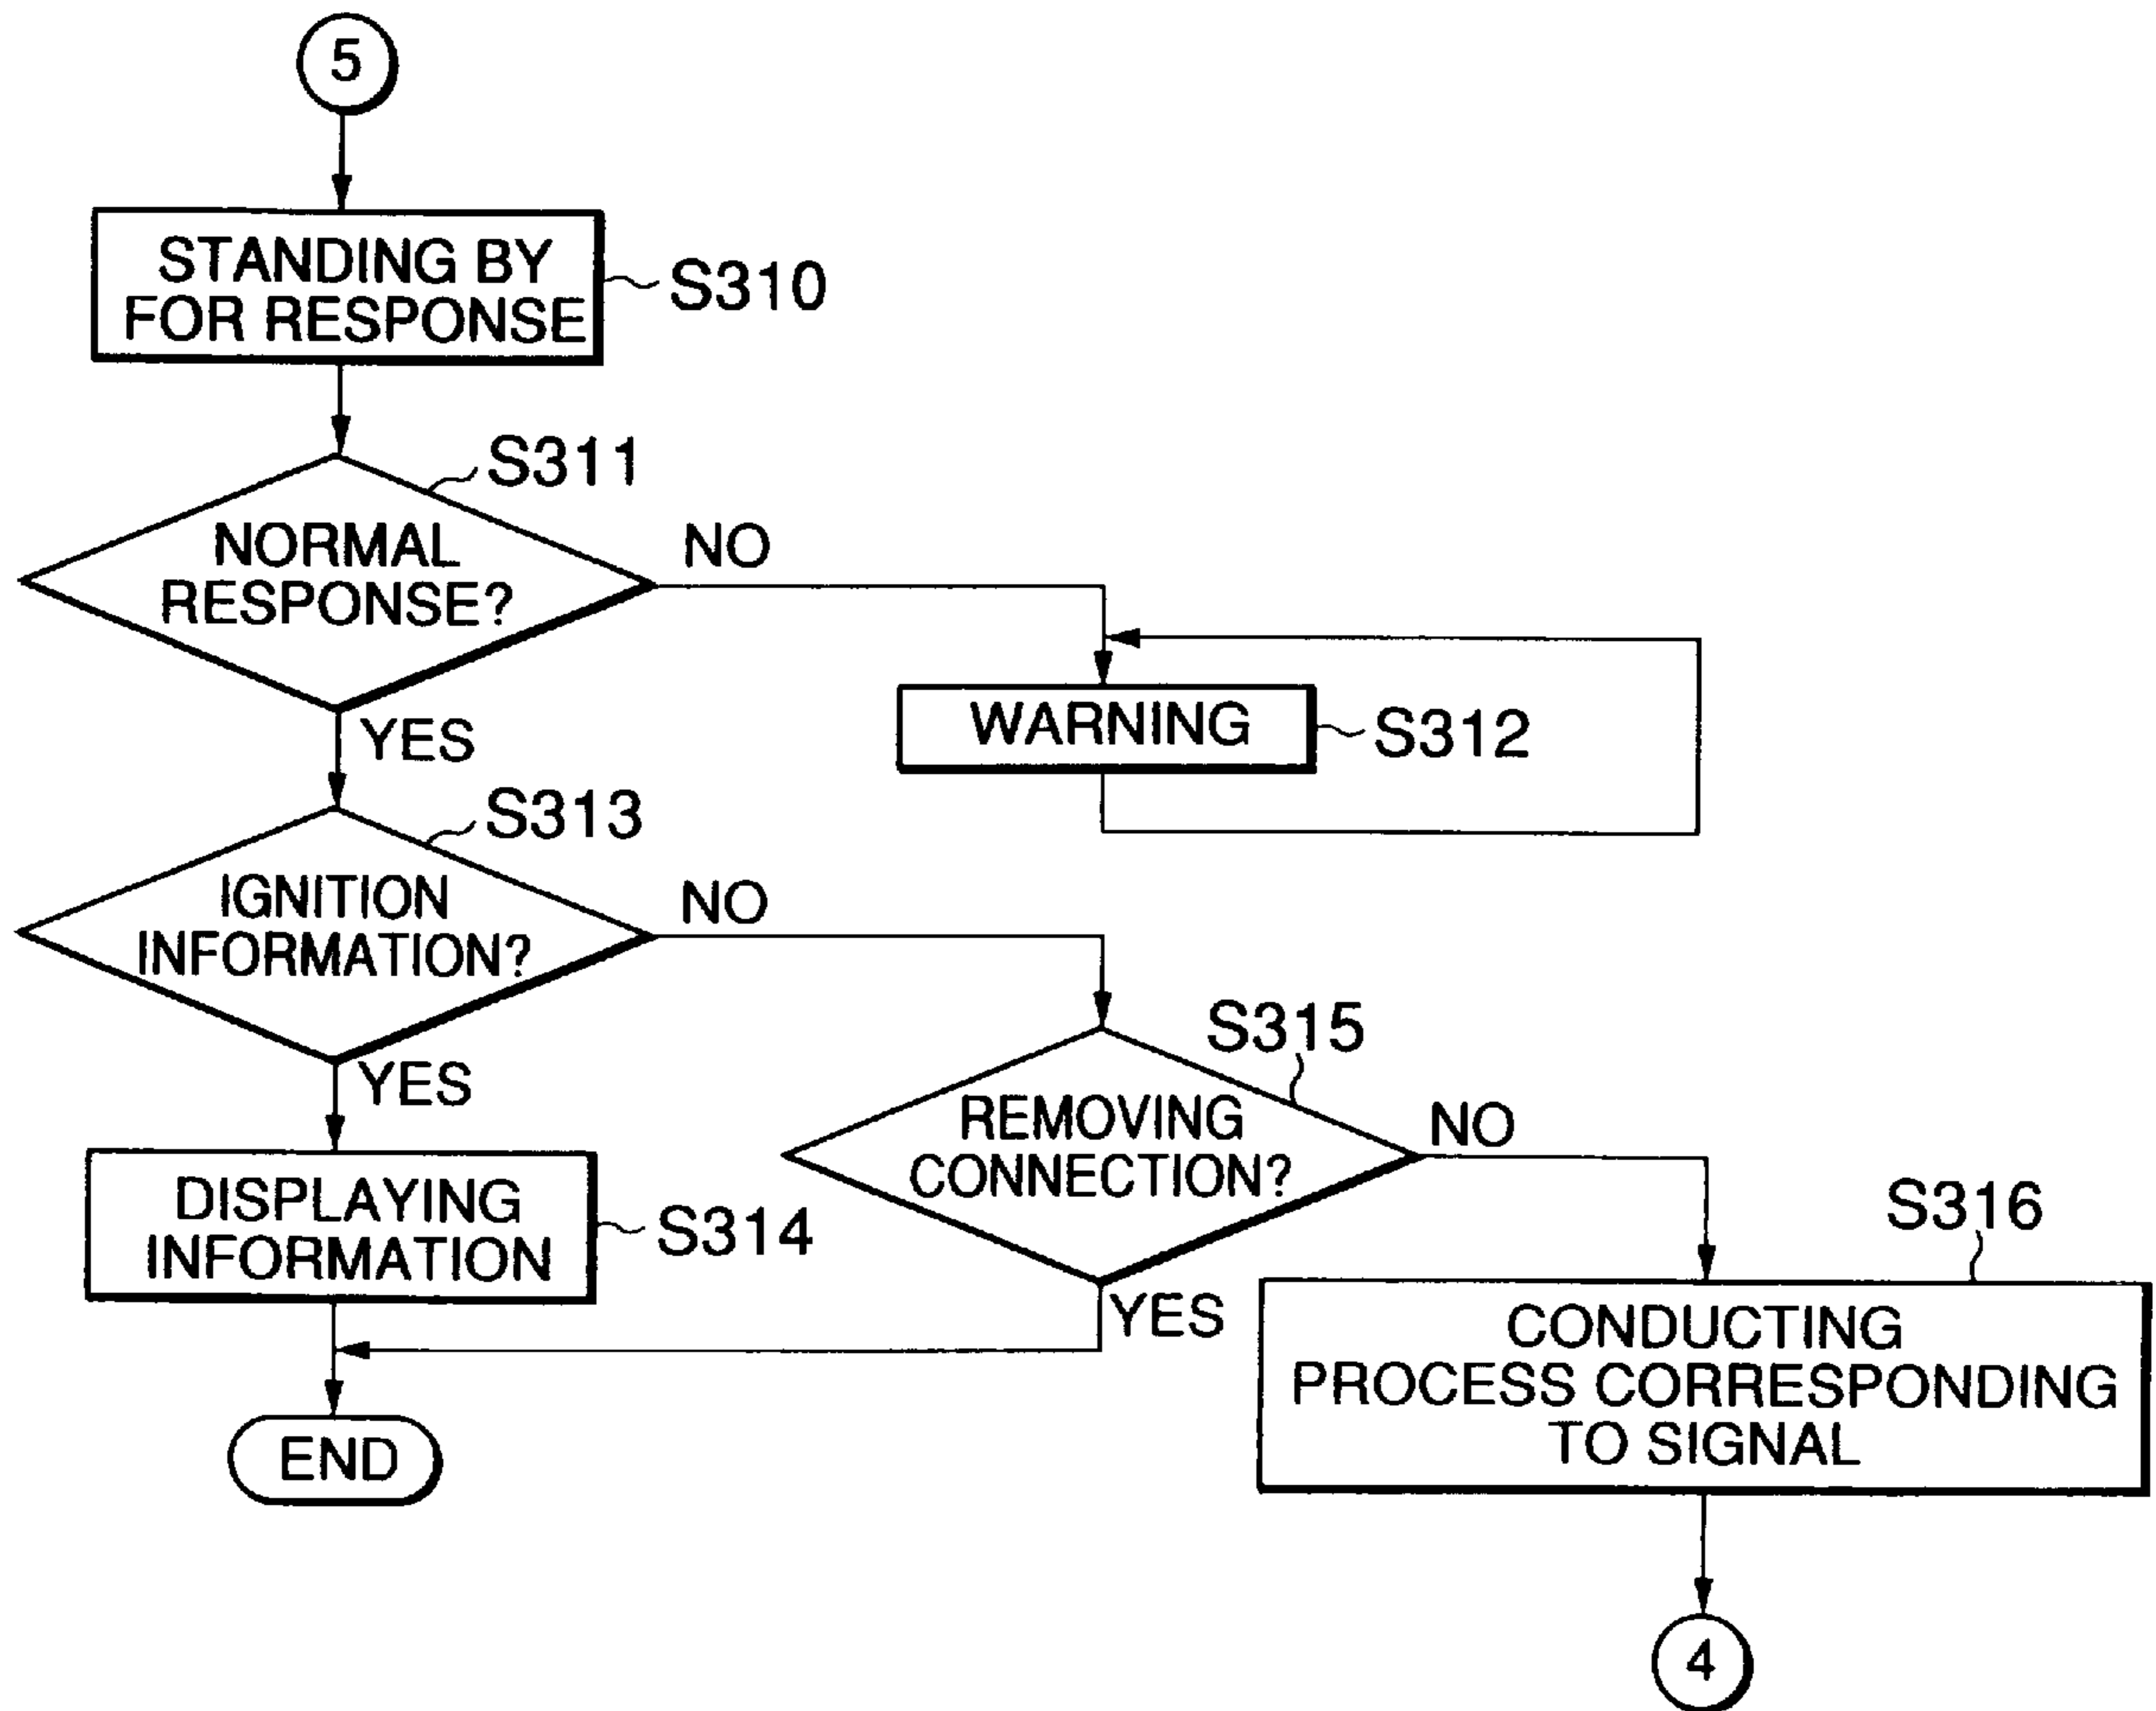 5
STANDING BY
FOR RESPONSE
S310
S311
NORMAL
RESPONSE?
NO
YES
WARNING
S312
S313
IGNITION
INFORMATION?
NO
YES
S315
REMOVING
CONNECTION?
NO
YES
DISPLAYING
INFORMATION
S314
S316
CONDUCTING
PROCESS CORRESPONDING
TO SIGNAL
END
4